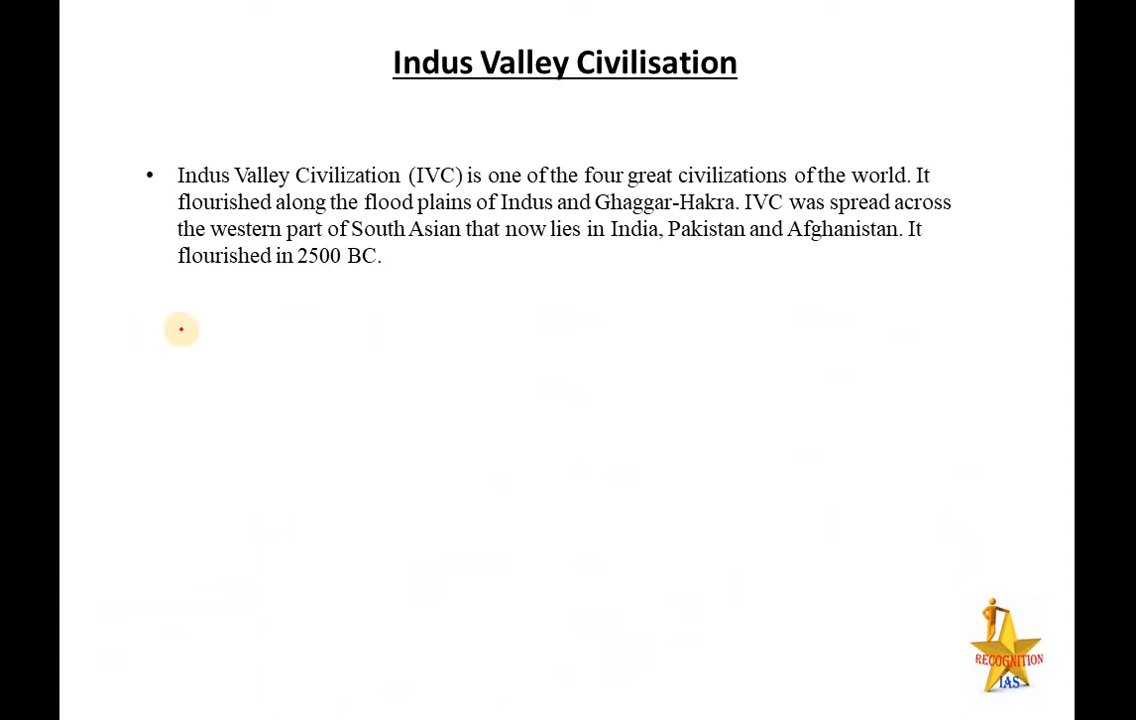 Indus Valley Civilisation
• Indus Valley Civilization (IVC) is one of the four great civilizations of the world. It
flourished along the flood plains of Indus and Ghaggar-Hakra. IVC was spread across
the western part of South Asian that now lies in India, Pakistan and Afghanistan. It
flourished in 2500 BC.
RECOGNITION
IAS